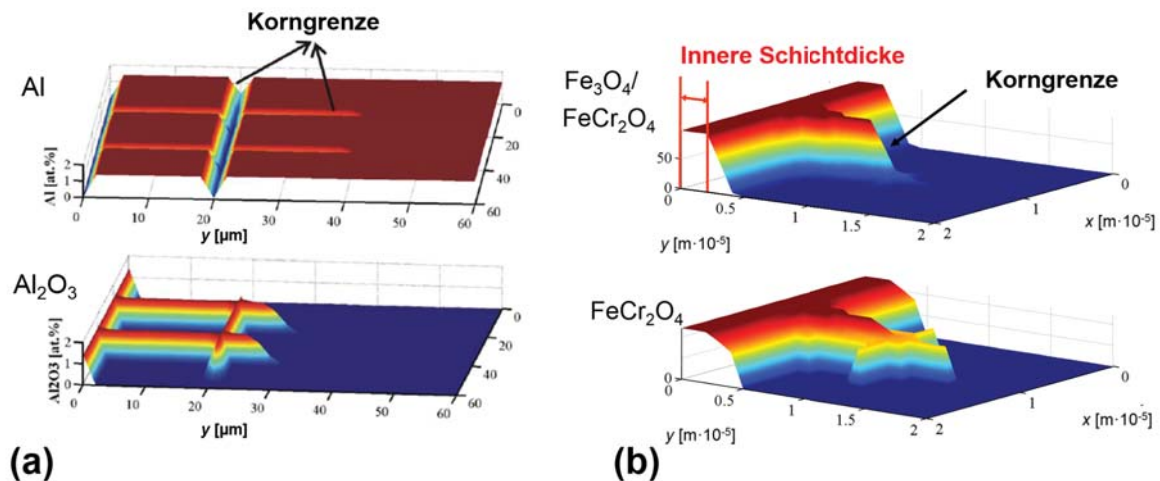 Korngrenze
Al
Al [at.%]
2
1
0
0 10 20 30 40 50 60
0
20
40
60
y [µm]
Al₂O₃
Al2O3 [at.%]
2
1
0
0 10 20 30 40 50 60
0
20
40
60
y [µm]
(a)
Innere Schichtdicke
Fe₃O₄/
FeCr₂O₄
Korngrenze
50
0
0 0.5 1 1.5 2
2 1 0
y [m·10⁻⁵]
x [m·10⁻⁵]
FeCr₂O₄
0
0 0.5 1 1.5 2
2 1 0
y [m·10⁻⁵]
x [m·10⁻⁵]
(b)